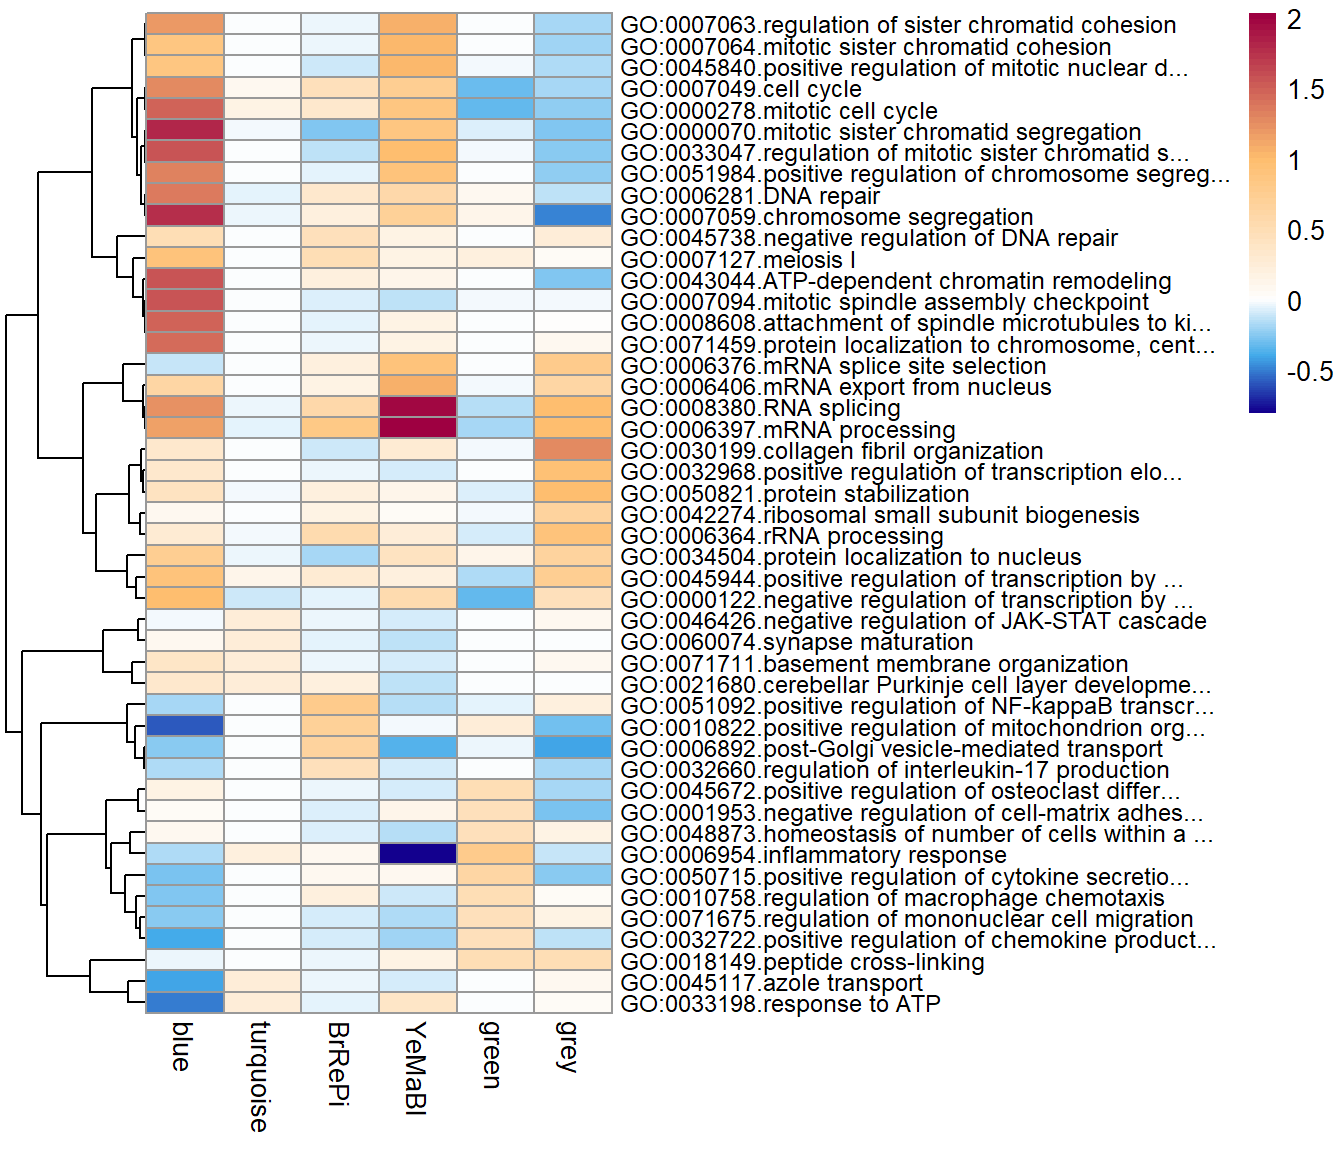 GO:0007063.regulation of sister chromatid cohesion
GO:0007064.mitotic sister chromatid cohesion
GO:0045840.positive regulation of mitotic nuclear d...
GO:0007049.cell cycle
GO:0000278.mitotic cell cycle
GO:0000070.mitotic sister chromatid segregation
GO:0033047.regulation of mitotic sister chromatid s...
GO:0051984.positive regulation of chromosome segreg...
GO:0006281.DNA repair
GO:0007059.chromosome segregation
GO:0045738.negative regulation of DNA repair
GO:0007127.meiosis I
GO:0043044.ATP-dependent chromatin remodeling
GO:0007094.mitotic spindle assembly checkpoint
GO:0008608.attachment of spindle microtubules to ki...
GO:0071459.protein localization to chromosome, cent...
GO:0006376.mRNA splice site selection
GO:0006406.mRNA export from nucleus
GO:0008380.RNA splicing
GO:0006397.mRNA processing
GO:0030199.collagen fibril organization
GO:0032968.positive regulation of transcription elo...
GO:0050821.protein stabilization
GO:0042274.ribosomal small subunit biogenesis
GO:0006364.rRNA processing
GO:0034504.protein localization to nucleus
GO:0045944.positive regulation of transcription by ...
GO:0000122.negative regulation of transcription by ...
GO:0046426.negative regulation of JAK-STAT cascade
GO:0060074.synapse maturation
GO:0071711.basement membrane organization
GO:0021680.cerebellar Purkinje cell layer developme...
GO:0051092.positive regulation of NF-kappaB transcr...
GO:0010822.positive regulation of mitochondrion org...
GO:0006892.post-Golgi vesicle-mediated transport
GO:0032660.regulation of interleukin-17 production
GO:0045672.positive regulation of osteoclast differ...
GO:0001953.negative regulation of cell-matrix adhes...
GO:0048873.homeostasis of number of cells within a ...
GO:0006954.inflammatory response
GO:0050715.positive regulation of cytokine secretio...
GO:0010758.regulation of macrophage chemotaxis
GO:0071675.regulation of mononuclear cell migration
GO:0032722.positive regulation of chemokine product...
GO:0018149.peptide cross-linking
GO:0045117.azole transport
GO:0033198.response to ATP
2
1.5
1
0.5
0
-0.5
blue
turquoise
BrRePi
YeMaBl
green
grey